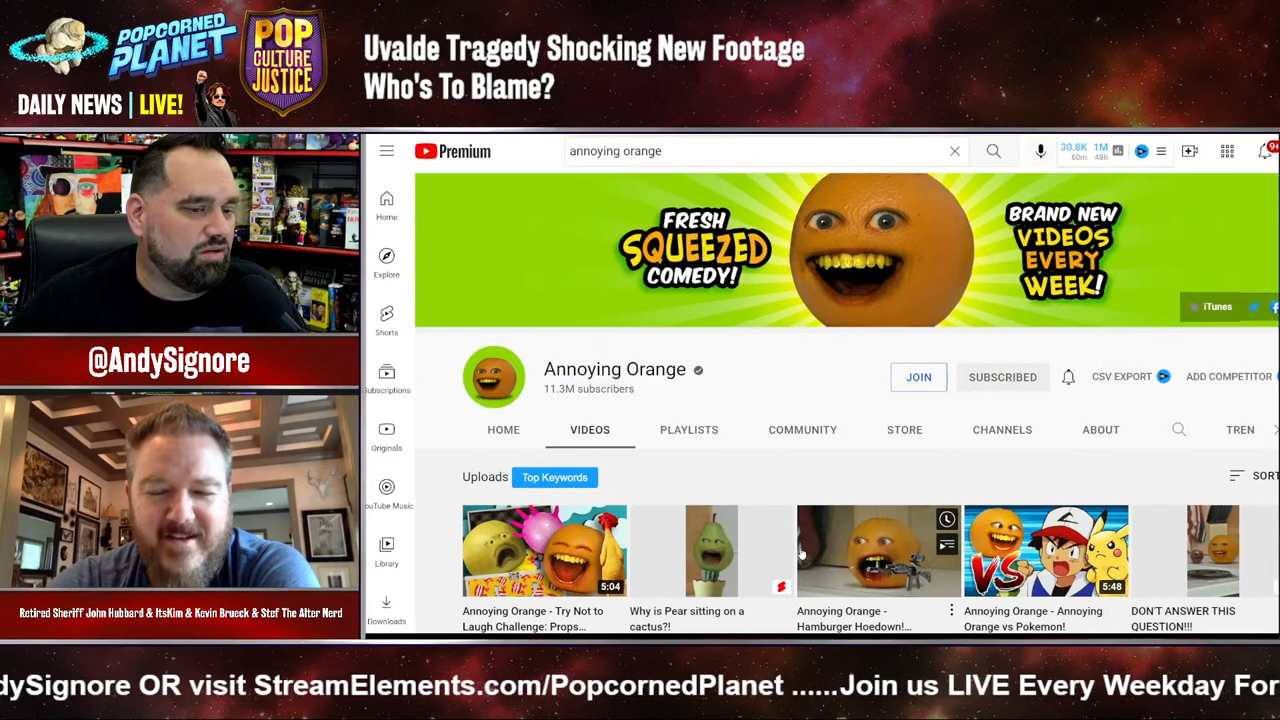 POPCORNED
PLANET
POP
CULTURE
JUSTICE
DAILY NEWS | LIVE!
Uvalde Tragedy Shocking New Footage
Who's To Blame?
@AndySignore
Retired Sheriff John Hubbard & ItsKim & Kevin Brueck & Stef The Alter Nerd
Premium
annoying orange
30.8K
60m
1M
48h
9+
Home
Explore
Shorts
Subscriptions
Originals
YouTube Music
Library
Downloads
FRESH
SQUEEZED
COMEDY!
BRAND NEW
VIDEOS
EVERY
WEEK!
iTunes
Annoying Orange
11.3M subscribers
JOIN
SUBSCRIBED
CSV EXPORT
ADD COMPETITOR
HOME
VIDEOS
PLAYLISTS
COMMUNITY
STORE
CHANNELS
ABOUT
TREN
Uploads
Top Keywords
SORT
5:04
VS
5:48
Annoying Orange - Try Not to
Laugh Challenge: Props...
Why is Pear sitting on a
cactus?!
Annoying Orange -
Hamburger Hoedown!...
Annoying Orange - Annoying
Orange vs Pokemon!
DON'T ANSWER THIS
QUESTION!!!
dySignore OR visit StreamElements.com/PopcornedPlanet ......Join us LIVE Every Weekday For